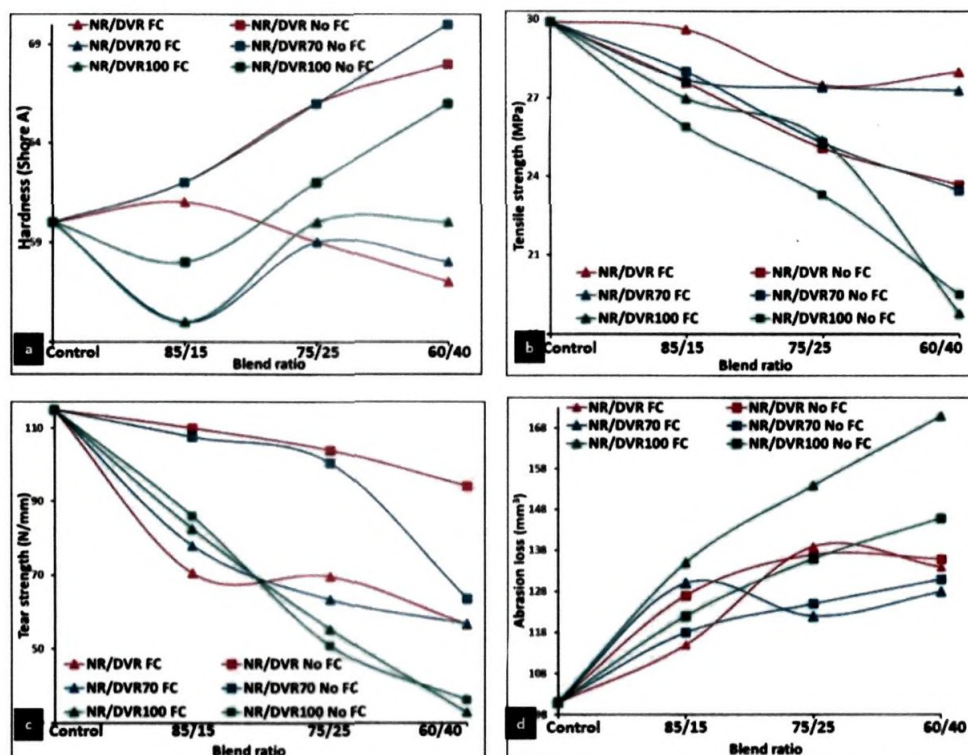 NR/DVR FC NR/DVR No FC
NR/DVR70 FC NR/DVR70 No FC
NR/DVR100 FC NR/DVR100 No FC
69
64
59
Hardness (Shore A)
a
Control 85/15 75/25 60/40
Blend ratio
30
27
24
21
Tensile strength (MPa)
NR/DVR FC NR/DVR No FC
NR/DVR70 FC NR/DVR70 No FC
NR/DVR100 FC NR/DVR100 No FC
b
Control 85/15 75/25 60/40
Blend ratio
110
90
70
50
Tear strength (N/mm)
NR/DVR FC NR/DVR No FC
NR/DVR70 FC NR/DVR70 No FC
NR/DVR100 FC NR/DVR100 No FC
c
Control 85/15 75/25 60/40
Blend ratio
NR/DVR FC NR/DVR No FC
NR/DVR70 FC NR/DVR70 No FC
NR/DVR100 FC NR/DVR100 No FC
168
158
148
138
128
118
108
98
Abrasion loss (mm³)
d
Control 85/15 75/25 60/40
Blend ratio